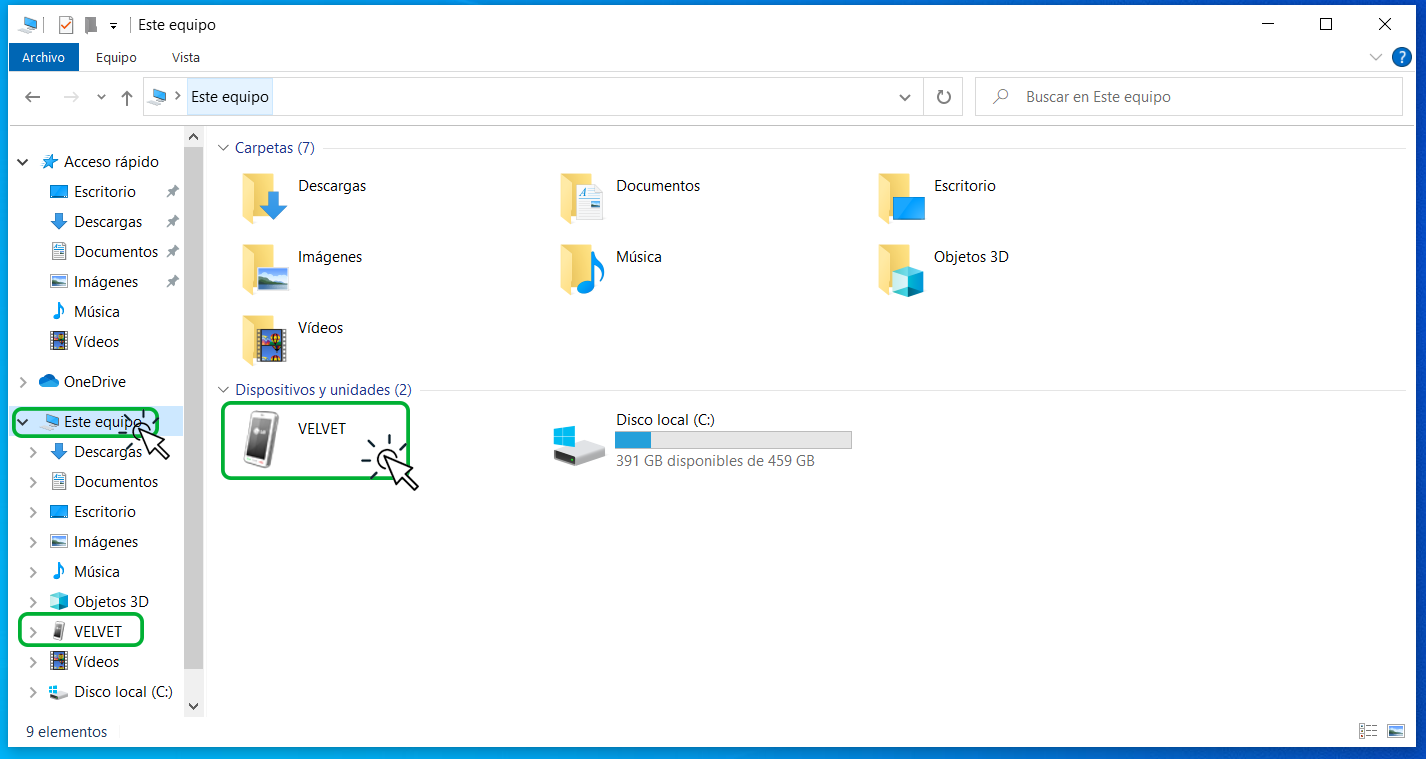 Este equipo
Archivo
Equipo
Vista
?
Este equipo
Buscar en Este equipo
Acceso rápido
Escritorio
Descargas
Documentos
Imágenes
Música
Vídeos
OneDrive
Este equipo
Descargas
Documentos
Escritorio
Imágenes
Música
Objetos 3D
VELVET
Vídeos
Disco local (C:)
Carpetas (7)
Descargas
Documentos
Escritorio
Imágenes
Música
Objetos 3D
Vídeos
Dispositivos y unidades (2)
VELVET
Disco local (C:)
391 GB disponibles de 459 GB
9 elementos